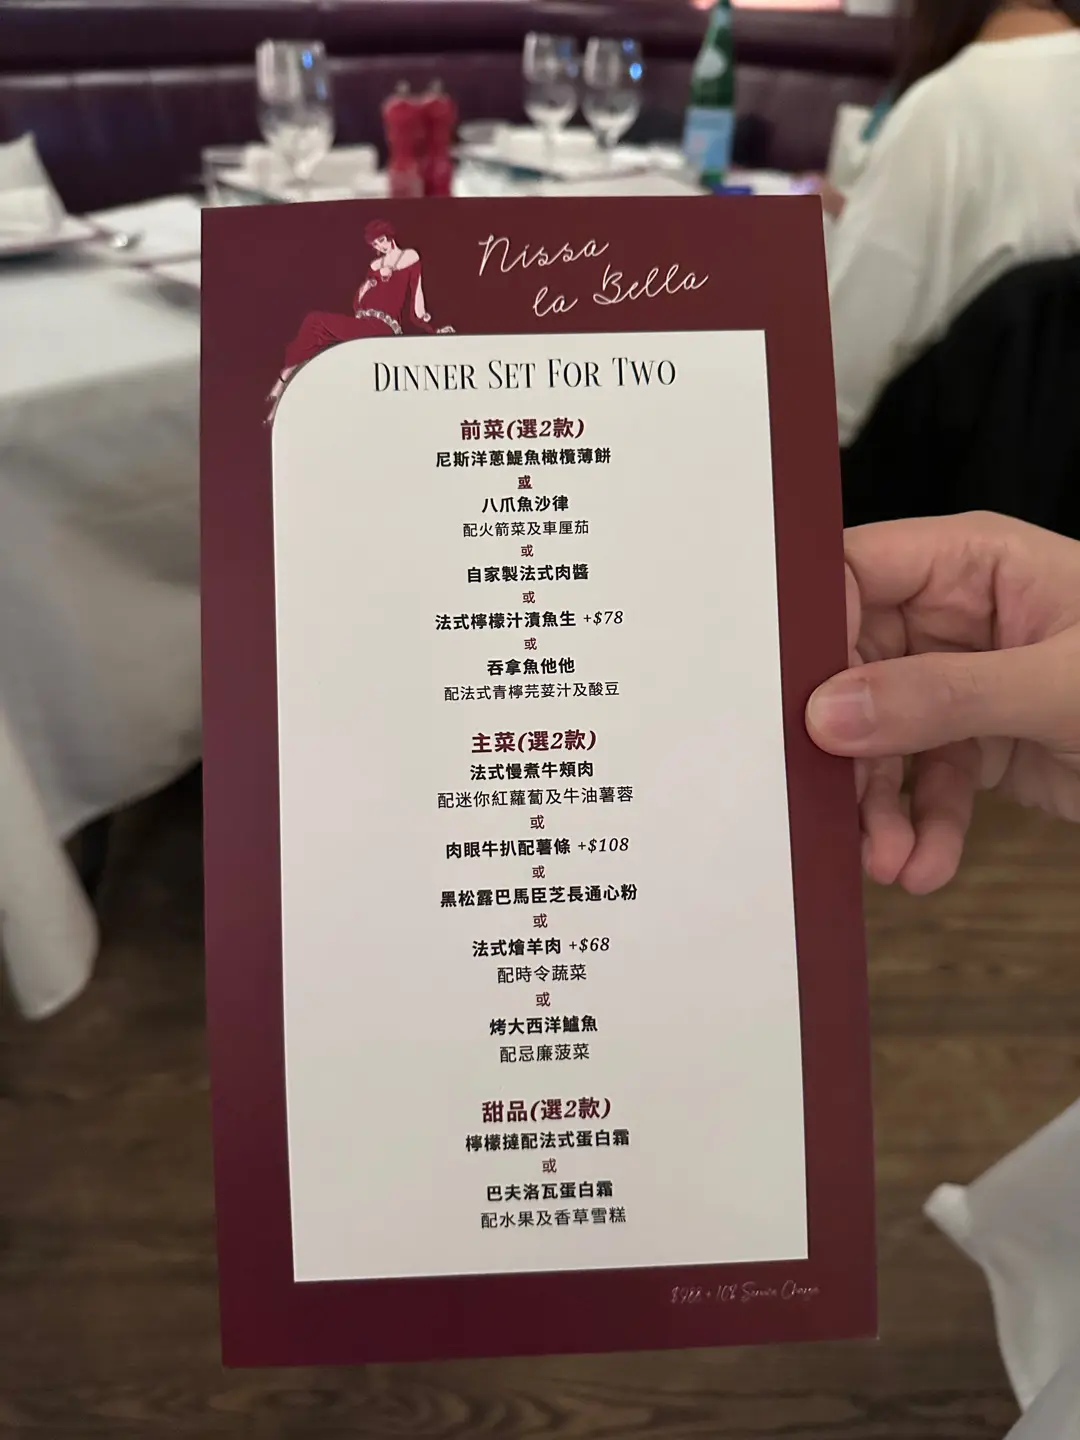 Nissa
la Bella
DINNER SET FOR TWO
前菜(選2款)
尼斯洋蔥鯷魚橄欖薄餅
或
八爪魚沙律
配火箭菜及車厘茄
或
自家製法式肉醬
或
法式檸檬汁漬魚生 +$78
或
吞拿魚他他
配法式青檸芫荽汁及酸豆
主菜(選2款)
法式慢煮牛頰肉
配迷你紅蘿蔔及牛油薯蓉
或
肉眼牛扒配薯條 +$108
或
黑松露巴馬臣芝長通心粉
或
法式燴羊肉 +$68
配時令蔬菜
或
烤大西洋鱸魚
配忌廉菠菜
甜品(選2款)
檸檬撻配法式蛋白霜
或
巴夫洛瓦蛋白霜
配水果及香草雪糕
$988 + 10% Service Charge